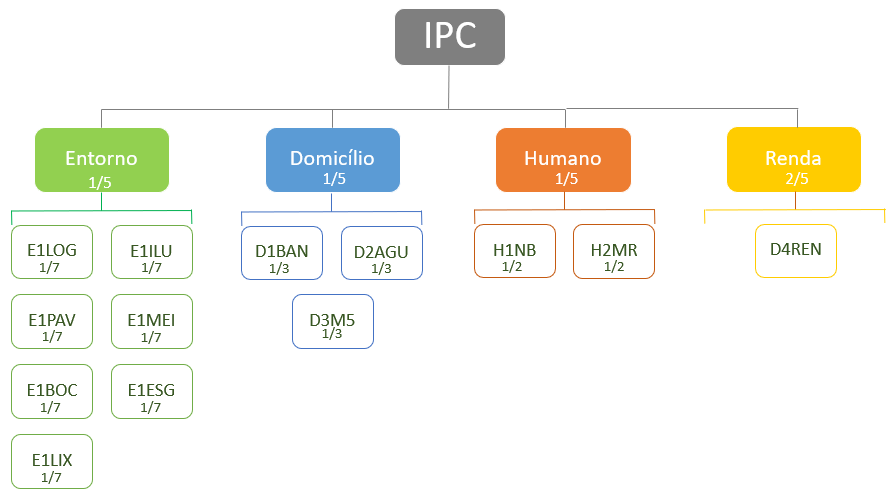 IPC
Entorno
1/5
Domicílio
1/5
Humano
1/5
Renda
2/5
E1LOG
1/7
E1ILU
1/7
E1PAV
1/7
E1MEI
1/7
E1BOC
1/7
E1ESG
1/7
E1LIX
1/7
D1BAN
1/3
D2AGU
1/3
D3M5
1/3
H1NB
1/2
H2MR
1/2
D4REN